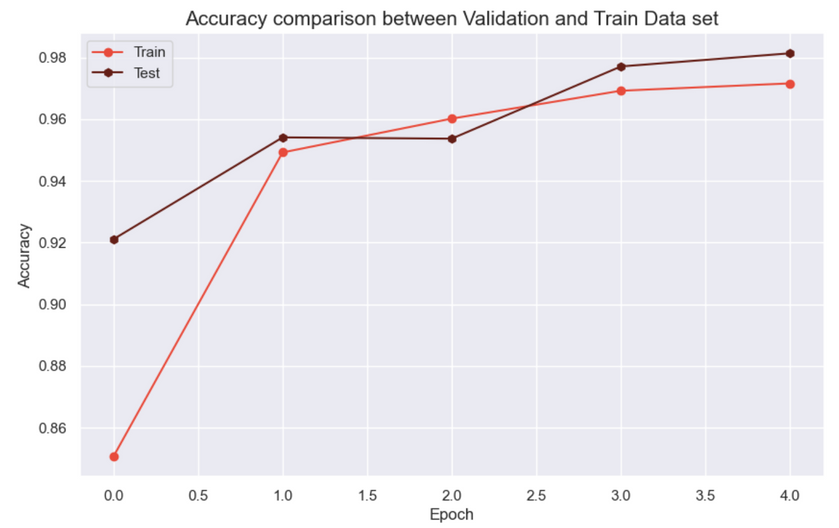 Accuracy comparison between Validation and Train Data set
Train
Test
0.98
0.96
0.94
0.92
0.90
0.88
0.86
Accuracy
0.0 0.5 1.0 1.5 2.0 2.5 3.0 3.5 4.0
Epoch